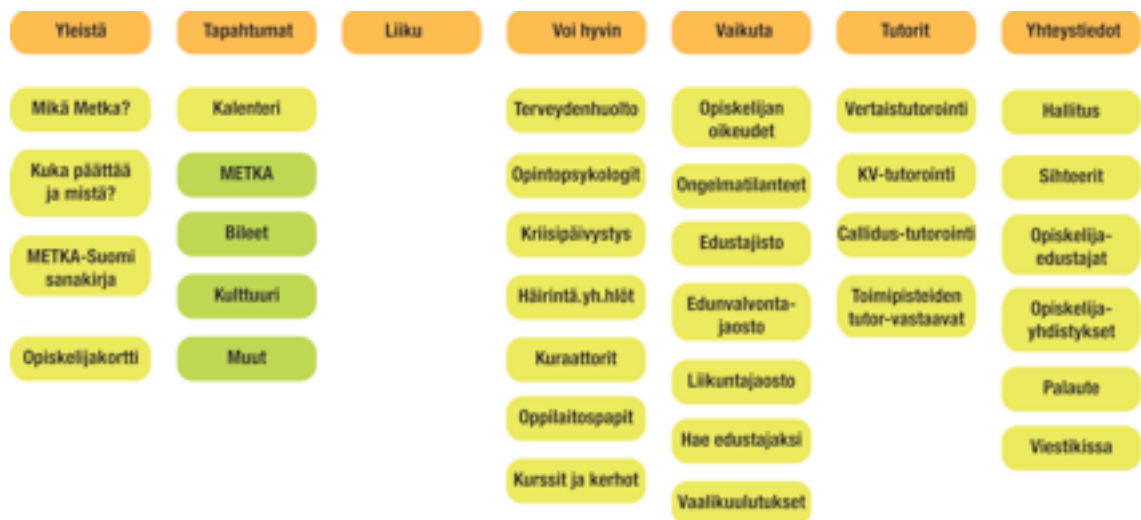 Yleistä
Tapahtumat
Liiku
Voi hyvin
Vaikuta
Tutorit
Yhteystiedot
Mikä Metka?
Kuka päättää
ja mistä?
METKA-Suomi
sanakirja
Opiskelijakortti
Kalenteri
METKA
Bileet
Kulttuuri
Muut
Terveydenhuolto
Opintopsykologit
Kriisipäivystys
Häirintä.yh.hlöt
Kuraattorit
Oppilaitospapit
Kurssit ja kerhot
Opiskelijan
oikeudet
Ongelmatilanteet
Edustajisto
Edunvalvonta-
jaosto
Liikuntajaosto
Hae edustajaksi
Vaalikuulutukset
Vertaistutorointi
KV-tutorointi
Callidus-tutorointi
Toimipisteiden
tutor-vastaavat
Hallitus
Sihteerit
Opiskelija-
edustajat
Opiskelija-
yhdistykset
Palaute
Viestikissa